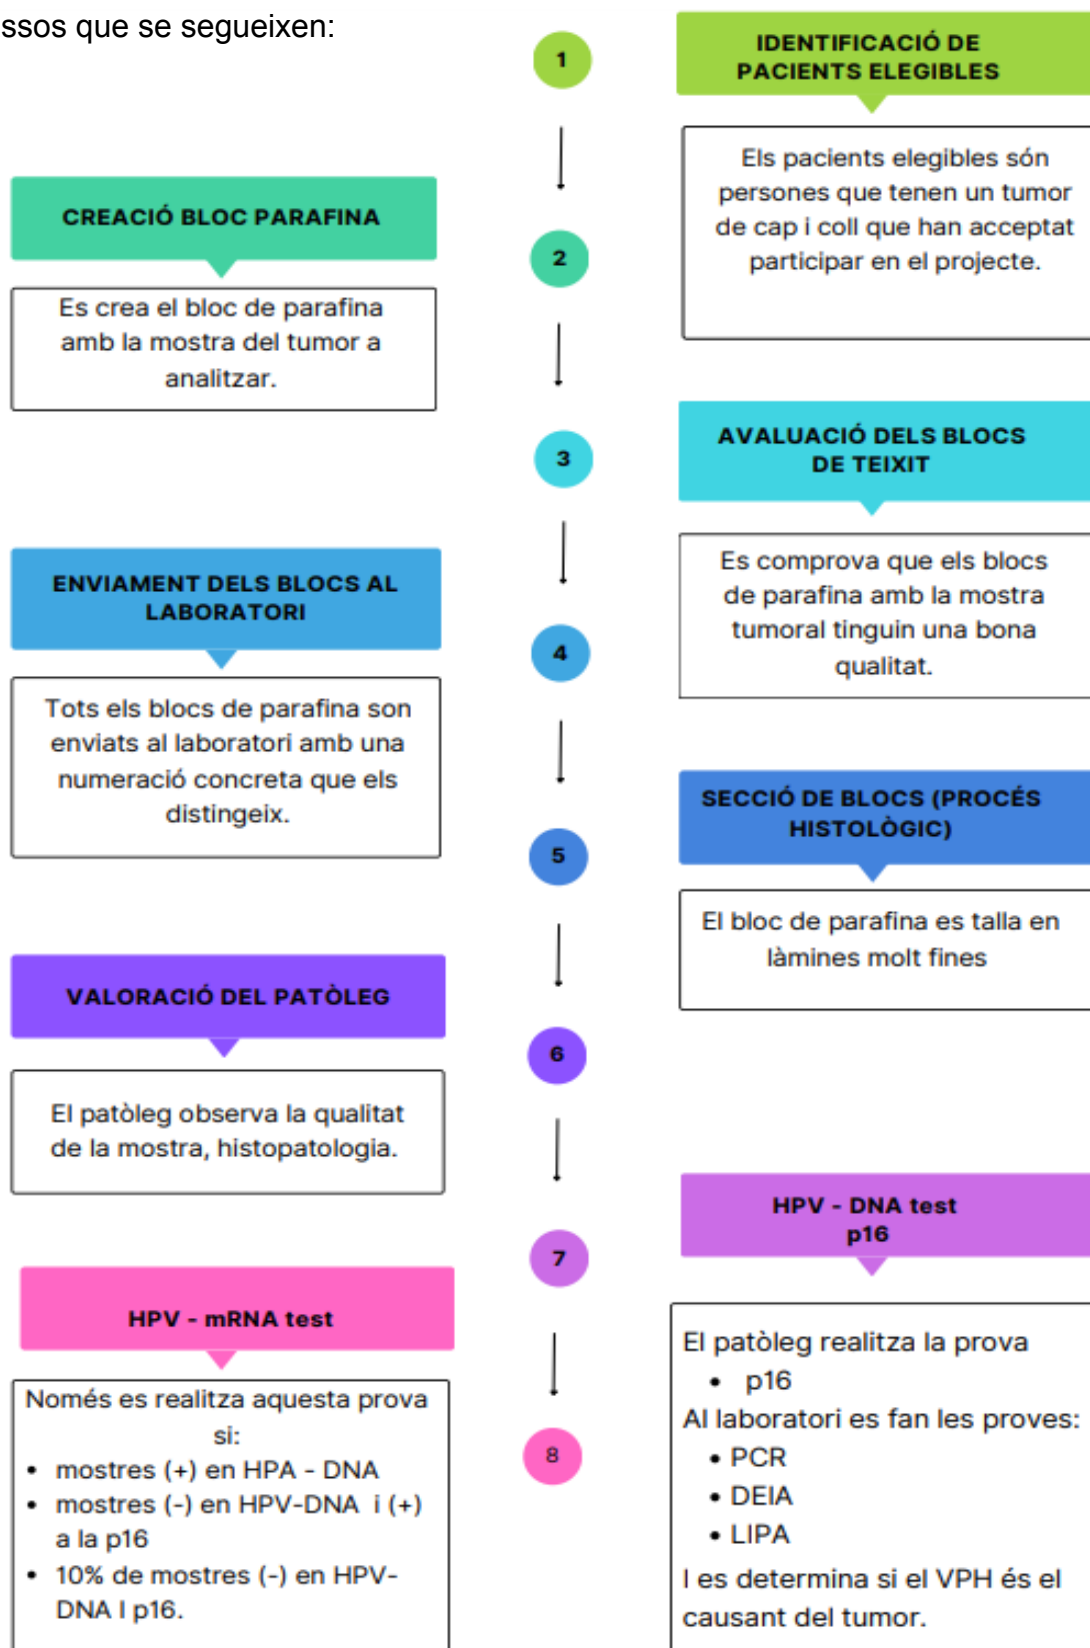 ssos que se segueixen:
1
IDENTIFICACIÓ DE
PACIENTS ELEGIBLES
Els pacients elegibles són
persones que tenen un tumor
de cap i coll que han acceptat
participar en el projecte.
CREACIÓ BLOC PARAFINA
2
Es crea el bloc de parafina
amb la mostra del tumor a
analitzar.
3
AVALUACIÓ DELS BLOCS
DE TEIXIT
Es comprova que els blocs
de parafina amb la mostra
tumoral tinguin una bona
qualitat.
ENVIAMENT DELS BLOCS AL
LABORATORI
4
Tots els blocs de parafina son
enviats al laboratori amb una
numeració concreta que els
distingeix.
5
SECCIÓ DE BLOCS (PROCÉS
HISTOLÒGIC)
El bloc de parafina es talla en
làmines molt fines
VALORACIÓ DEL PATÒLEG
6
El patòleg observa la qualitat
de la mostra, histopatologia.
7
HPV - DNA test
p16
El patòleg realitza la prova
• p16
Al laboratori es fan les proves:
• PCR
• DEIA
• LIPA
I es determina si el VPH és el
causant del tumor.
HPV - mRNA test
8
Només es realitza aquesta prova
si:
• mostres (+) en HPA - DNA
• mostres (-) en HPV-DNA i (+)
a la p16
• 10% de mostres (-) en HPV-
DNA I p16.